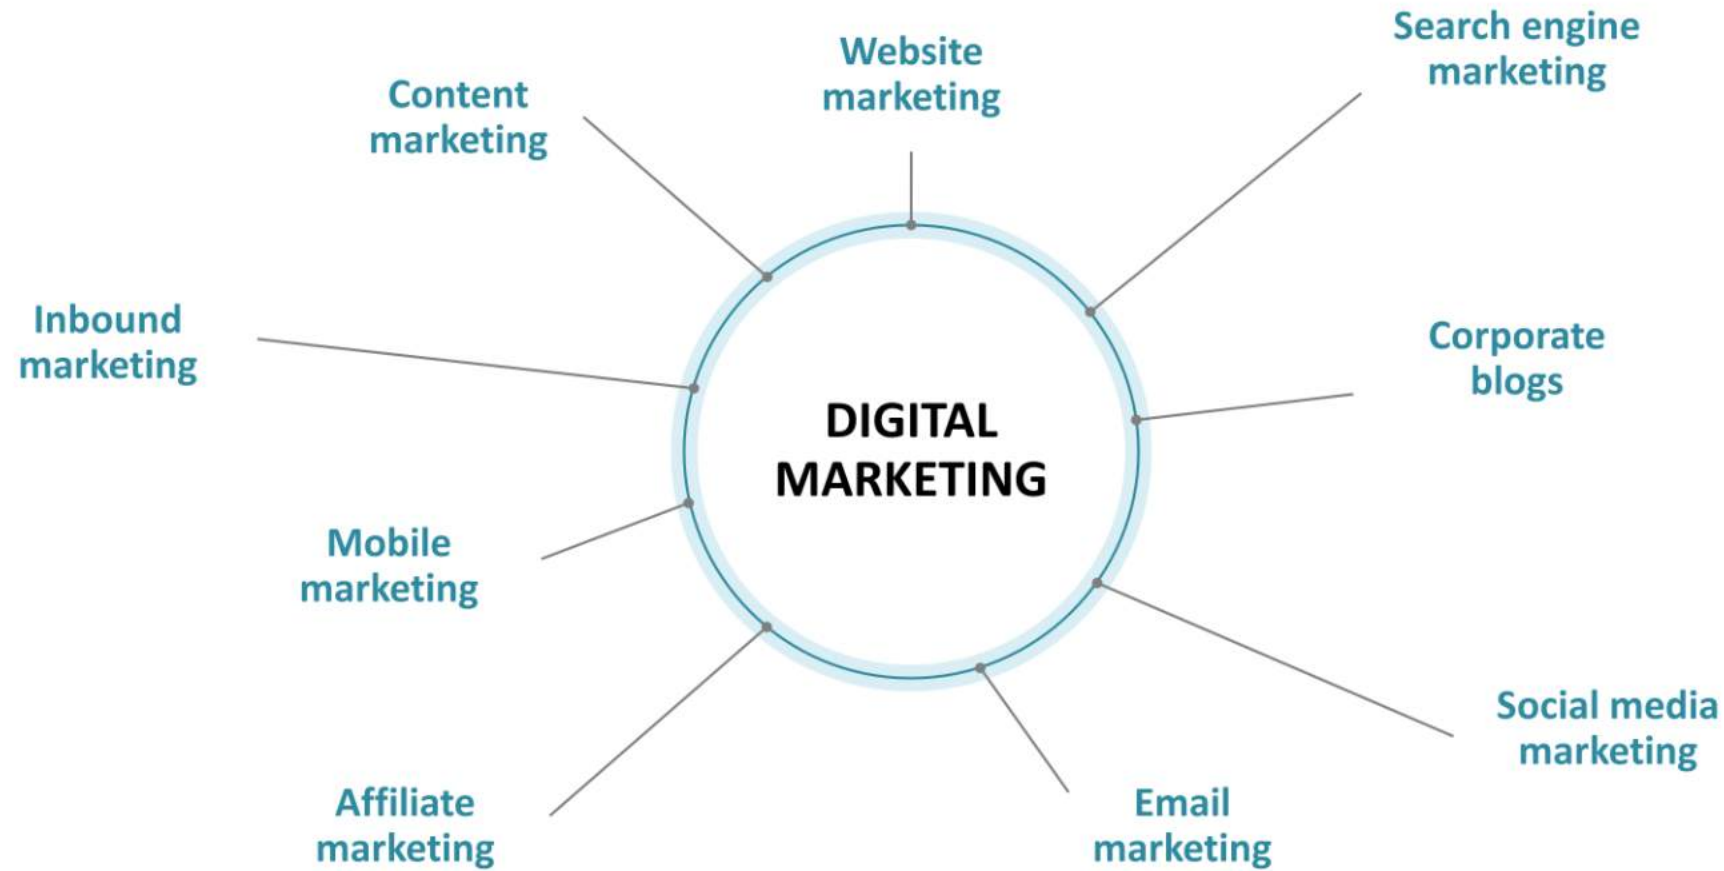 Search engine
marketing
Website
marketing
Content
marketing
Inbound
marketing
Corporate
blogs
DIGITAL
MARKETING
Mobile
marketing
Social media
marketing
Affiliate
marketing
Email
marketing